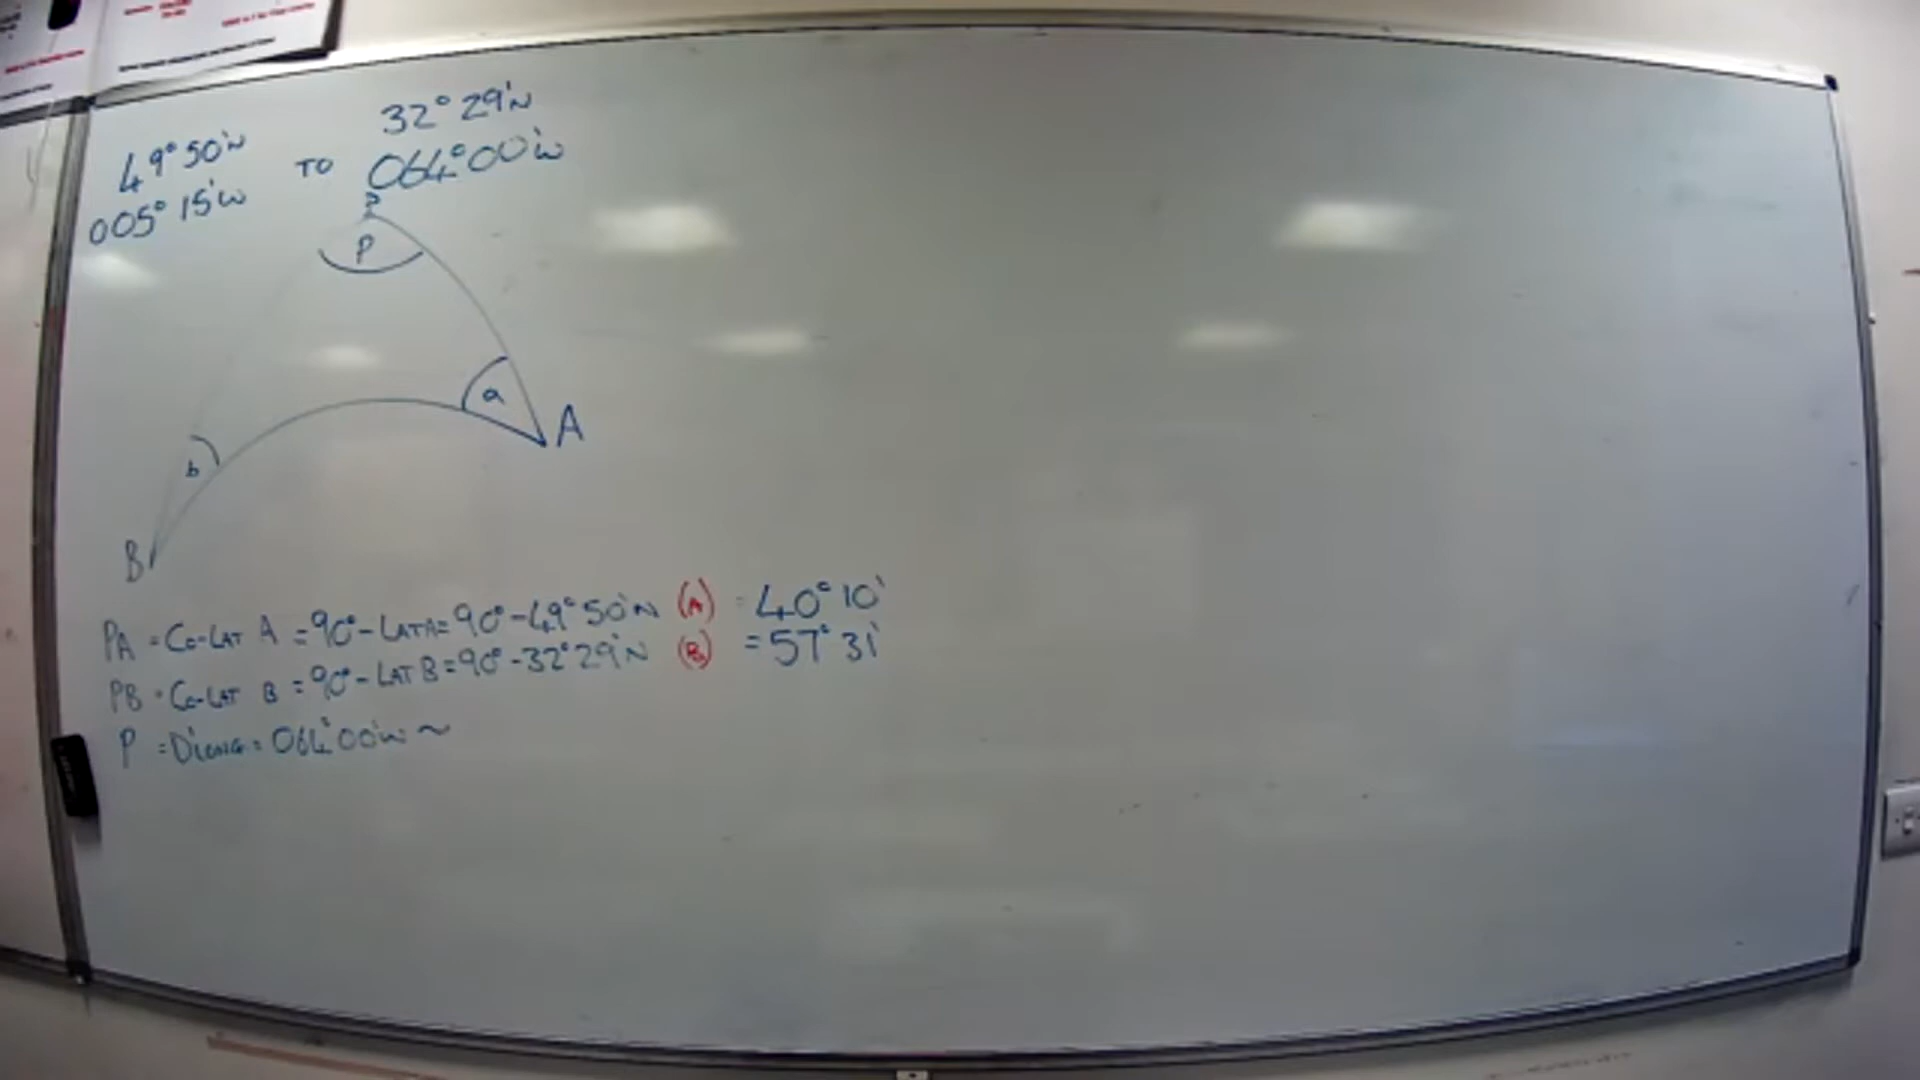 49° 50'N
005° 15'W
TO
32° 29'N
064° 00'W
P
P
a
A
b
B
PA = CO-LAT A = 90° - LAT A = 90° - 49° 50'N (A) = 40° 10'
PB = CO-LAT B = 90° - LAT B = 90° - 32° 29'N (B) = 57° 31'
P = D'LONG = 064° 00'W ~